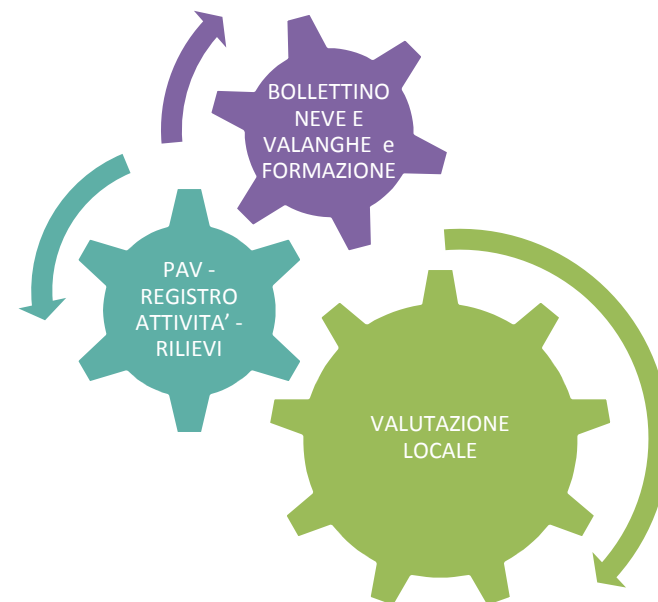 BOLLETTINO
NEVE E
VALANGHE e
FORMAZIONE
PAV -
REGISTRO
ATTIVITA’ -
RILIEVI
VALUTAZIONE
LOCALE